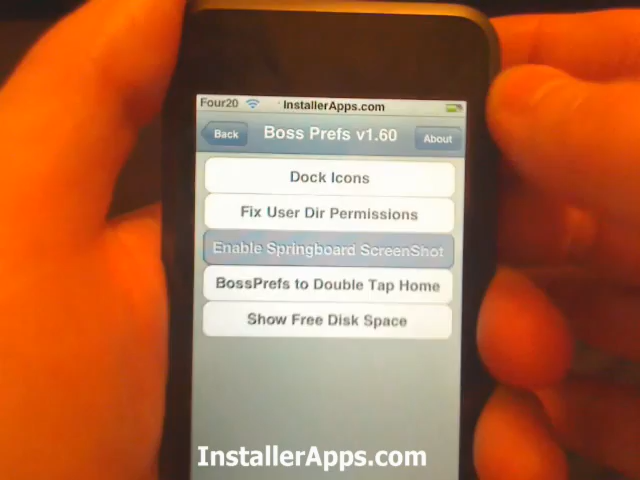 Four20 InstallerApps.com
Back Boss Prefs v1.60 About
Dock Icons
Fix User Dir Permissions
Enable Springboard ScreenShot
BossPrefs to Double Tap Home
Show Free Disk Space
InstallerApps.com